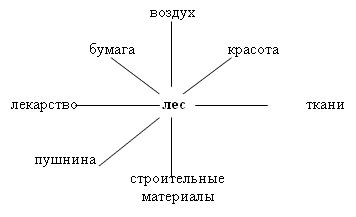 воздух
бумага
красота
лекарство
лес
ткани
пушнина
строительные
материалы